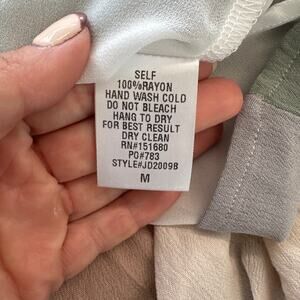 SELF
100%RAYON
HAND WASH COLD
DO NOT BLEACH
HANG TO DRY
FOR BEST RESULT
DRY CLEAN
RN#151680
PO#783
STYLE#JD2009B
M